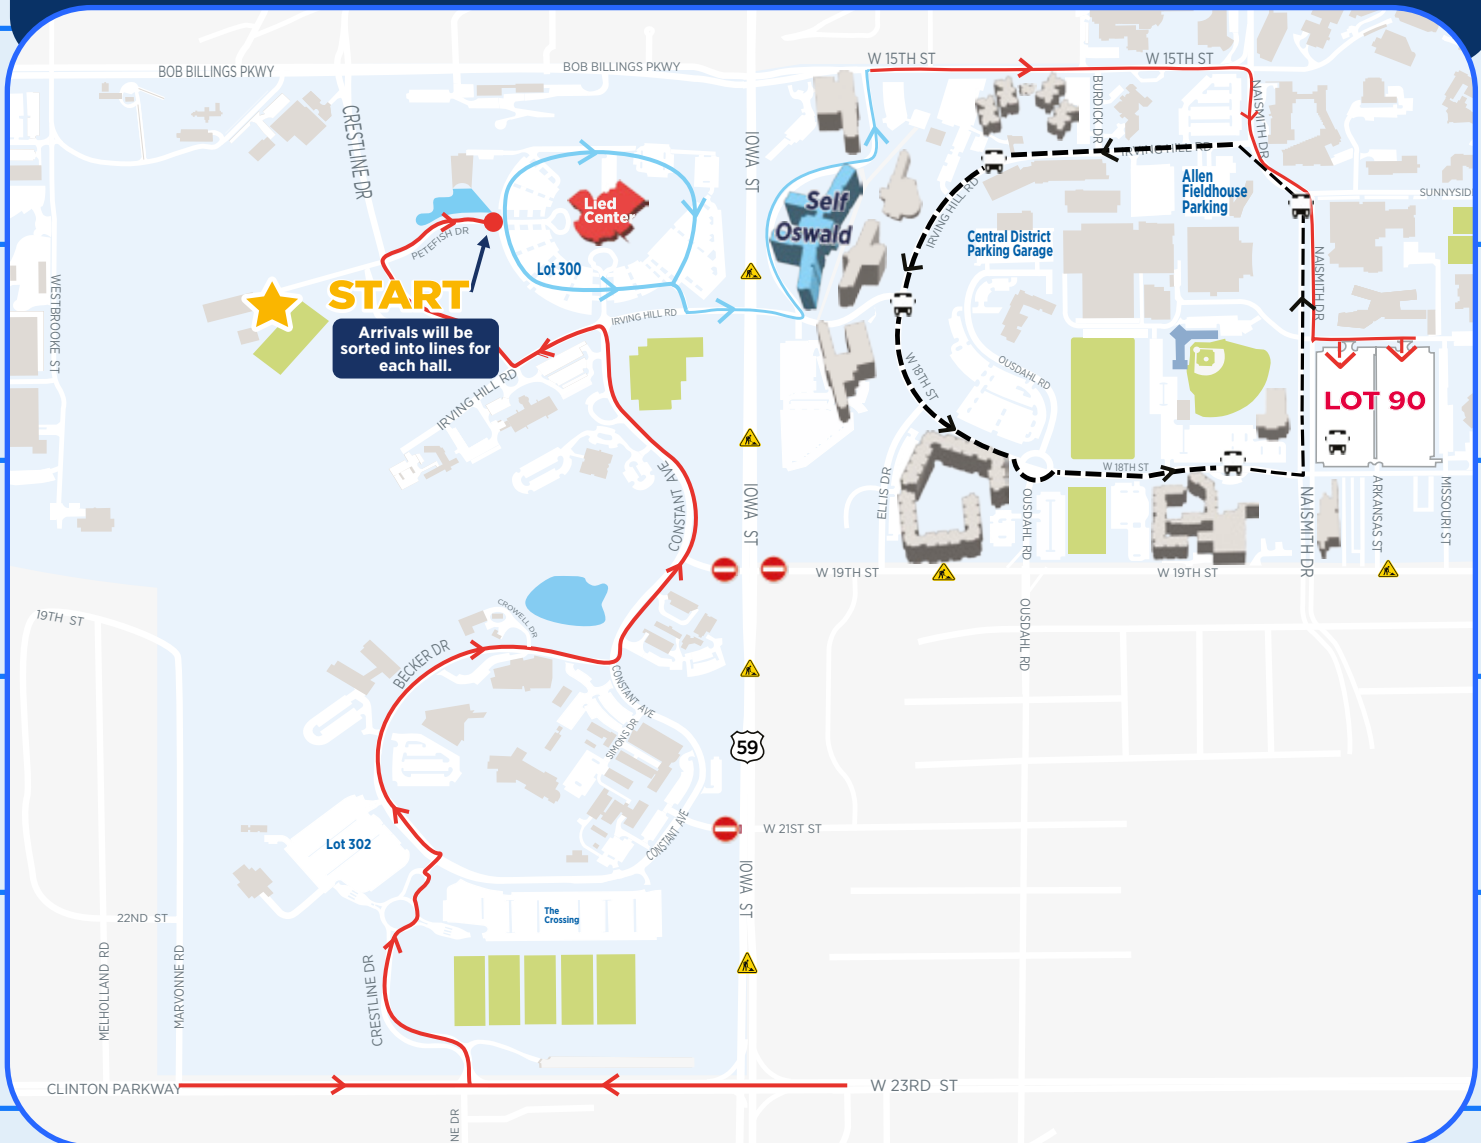 W 15TH ST
W 15TH ST
BOB BILLINGS PKWY
BOB BILLINGS PKWY
CRESTLINE DR
IOWA ST
BURDICK DR
NAISMITH DR
IRVING HILL RD
Allen
Fieldhouse
Parking
SUNNYSID
Lied
Center
Self
Oswald
IRVING HILL RD
Central District
Parking Garage
PETEFISH DR
Lot 300
WESTBROOKE ST
START
NAISMITH DR
IRVING HILL RD
Arrivals will be
sorted into lines for
each hall.
W 18TH ST
OUSDAHL RD
LOT 90
IRVING HILL RD
CONSTANT AVE
IOWA ST
ELLIS DR
W 18TH ST
OUSDAHL RD
NAISMITH DR
ARKANSAS ST
MISSOURI ST
W 19TH ST
W 19TH ST
19TH ST
CROWELL DR
OUSDAHL RD
BECKER DR
CONSTANT AVE
SIMONS DR
59
Lot 302
CONSTANT AVE
W 21ST ST
IOWA ST
The
Crossing
22ND ST
MELHOLLAND RD
MARVONNE RD
CRESTLINE DR
CLINTON PARKWAY
W 23RD ST
NE DR